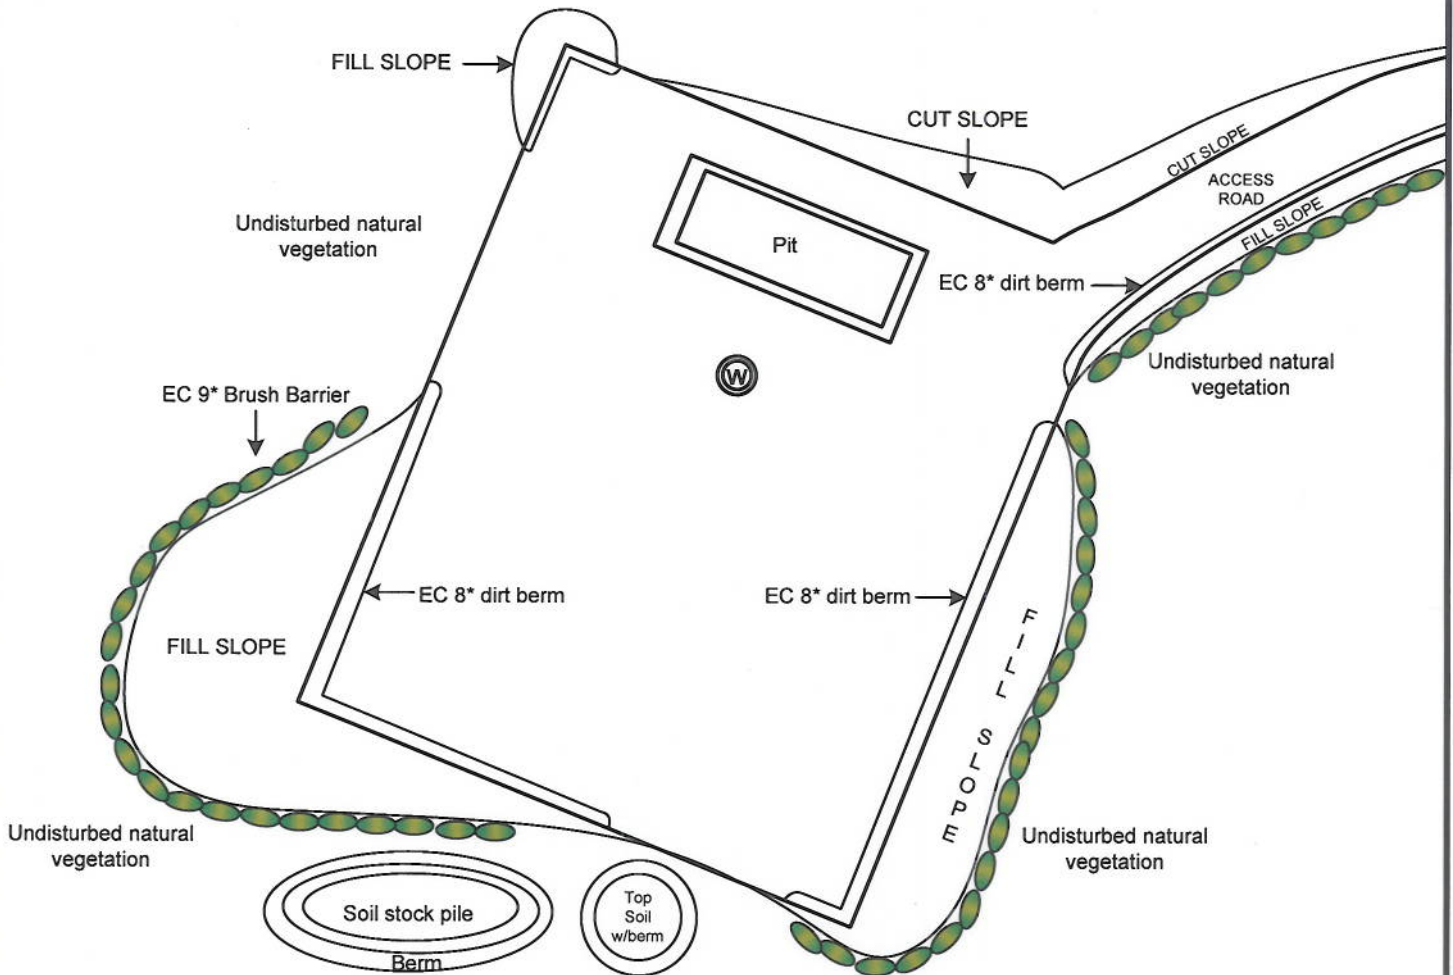 FILL SLOPE
CUT SLOPE
CUT SLOPE
ACCESS
ROAD
FILL SLOPE
Undisturbed natural
vegetation
Pit
EC 8* dirt berm
W
Undisturbed natural
vegetation
EC 9* Brush Barrier
EC 8* dirt berm
EC 8* dirt berm
FILL SLOPE
FILL SLOPE
Undisturbed natural
vegetation
Undisturbed natural
vegetation
Soil stock pile
Berm
Top
Soil
w/berm